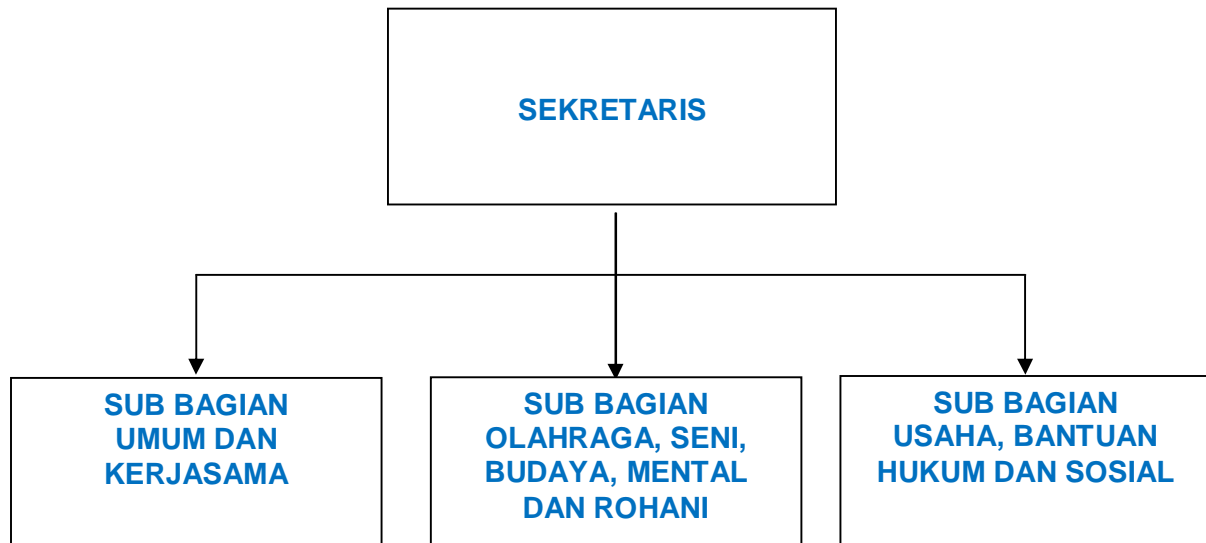 SEKRETARIS
SUB BAGIAN
UMUM DAN
KERJASAMA
SUB BAGIAN
OLAHRAGA, SENI,
BUDAYA, MENTAL
DAN ROHANI
SUB BAGIAN
USAHA, BANTUAN
HUKUM DAN SOSIAL